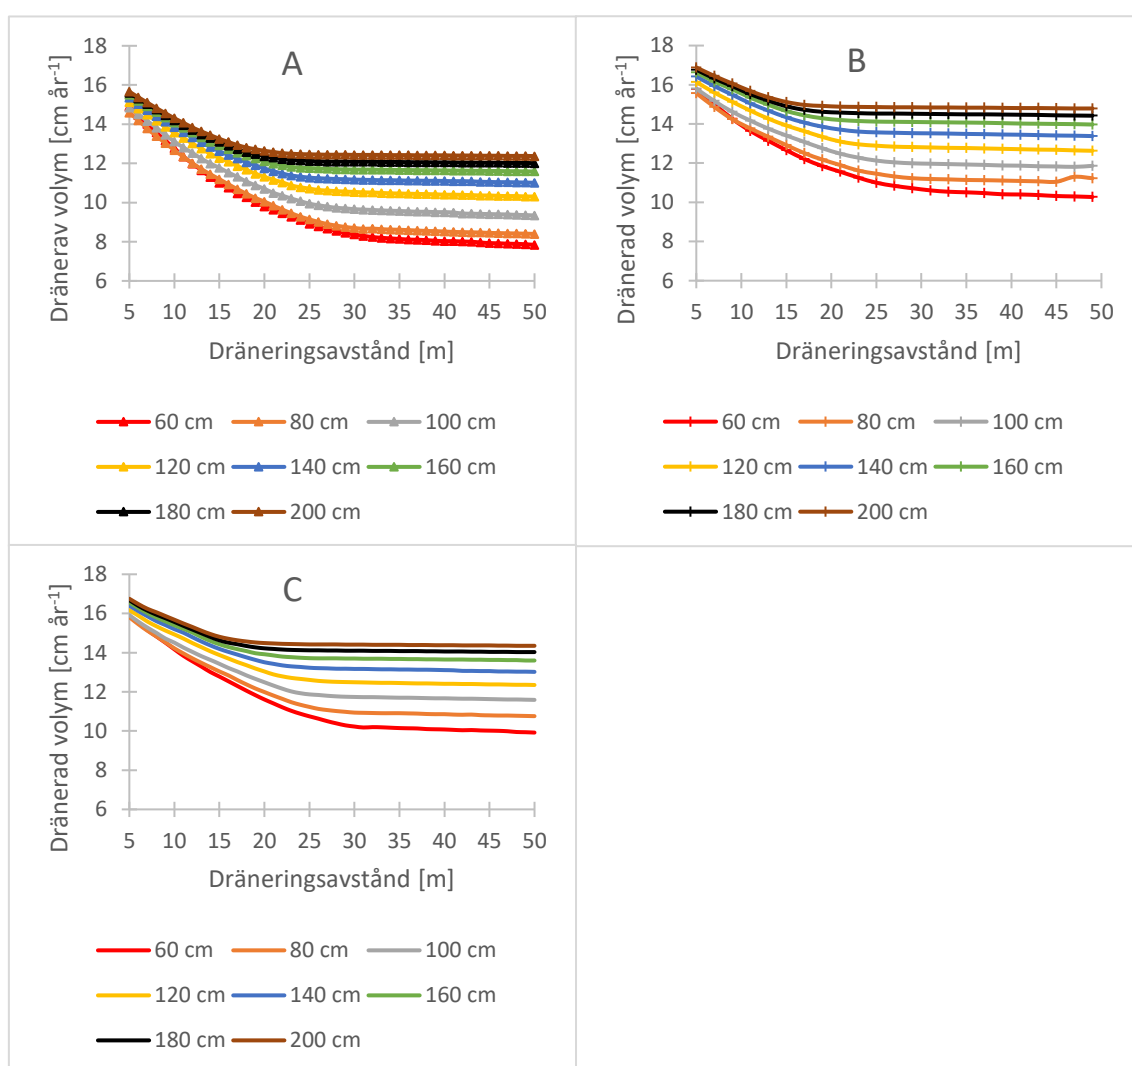 A
Dränerav volym [cm år-1]
18
16
14
12
10
8
6
5 10 15 20 25 30 35 40 45 50
Dräneringsavstånd [m]
60 cm 80 cm 100 cm
120 cm 140 cm 160 cm
180 cm 200 cm
B
Dränerad volym [cm år-1]
18
16
14
12
10
8
6
5 10 15 20 25 30 35 40 45 50
Dräneringsavstånd [m]
60 cm 80 cm 100 cm
120 cm 140 cm 160 cm
180 cm 200 cm
C
Dränerad volym [cm år-1]
18
16
14
12
10
8
6
5 10 15 20 25 30 35 40 45 50
Dräneringsavstånd [m]
60 cm 80 cm 100 cm
120 cm 140 cm 160 cm
180 cm 200 cm